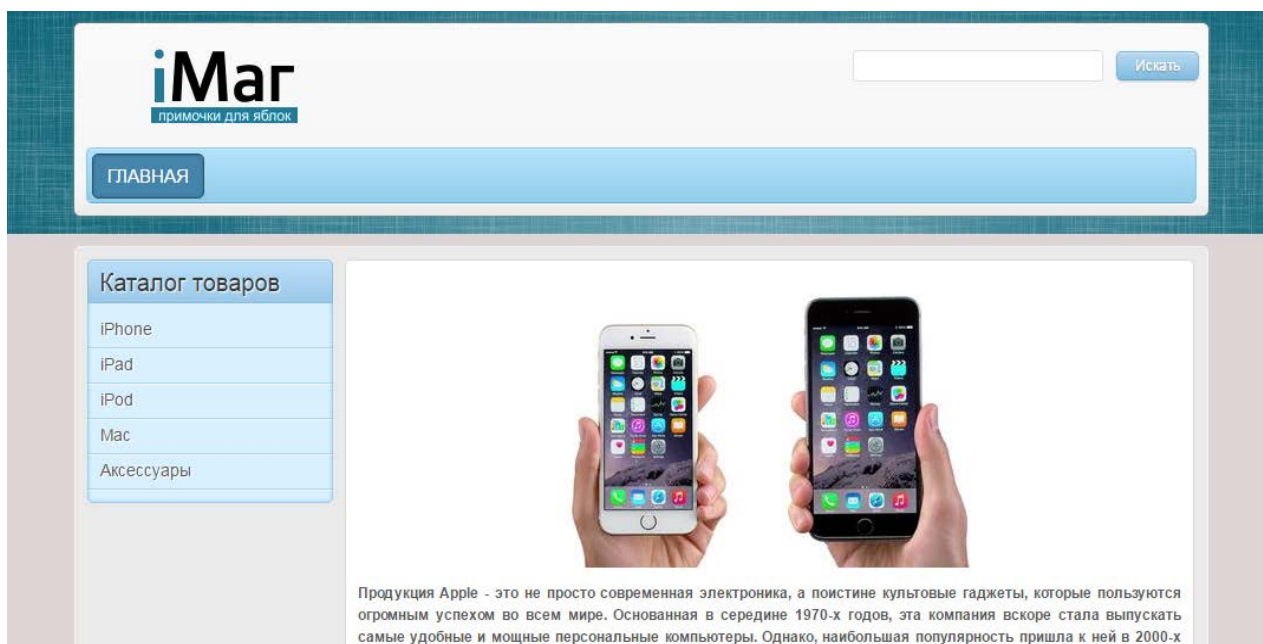 iМаг
примочки для яблок
Искать
ГЛАВНАЯ
Каталог товаров
iPhone
iPad
iPod
Mac
Аксессуары
Продукция Apple - это не просто современная электроника, а поистине культовые гаджеты, которые пользуются
огромным успехом во всем мире. Основанная в середине 1970-х годов, эта компания вскоре стала выпускать
самые удобные и мощные персональные компьютеры. Однако, наибольшая популярность пришла к ней в 2000-х